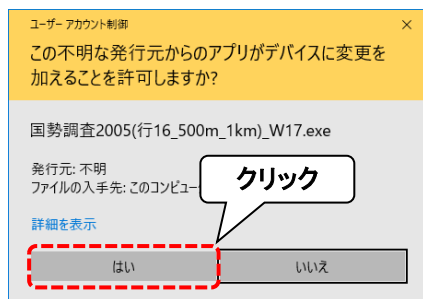 ユーザー アカウント制御
この不明な発行元からのアプリがデバイスに変更を
加えることを許可しますか?
国勢調査2005(行16_500m_1km)_W17.exe
発行元: 不明
ファイルの入手先: このコンピュー
クリック
詳細を表示
はい
いいえ